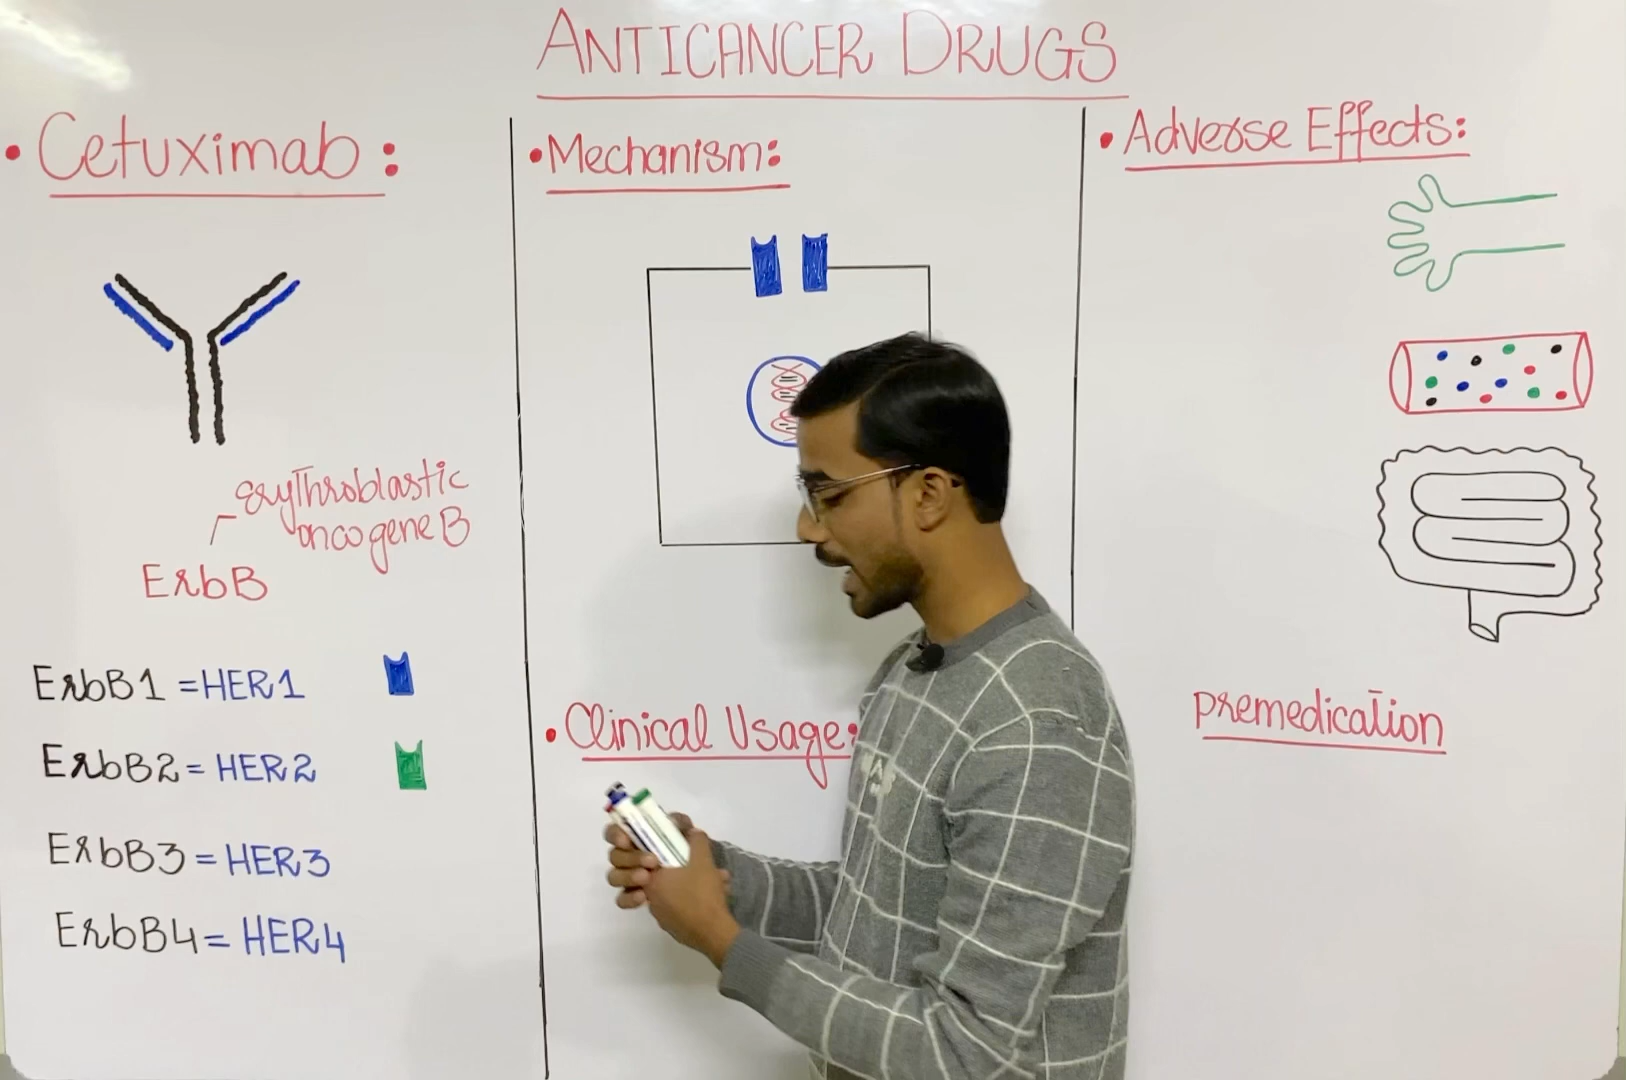 ANTICANCER DRUGS
• Cetuximab:
erythroblastic
oncogene B
ErbB
ErbB1 = HER1
ErbB2 = HER2
ErbB3 = HER3
ErbB4 = HER4
• Mechanism:
• Clinical Usage:
• Adverse Effects:
Premedication